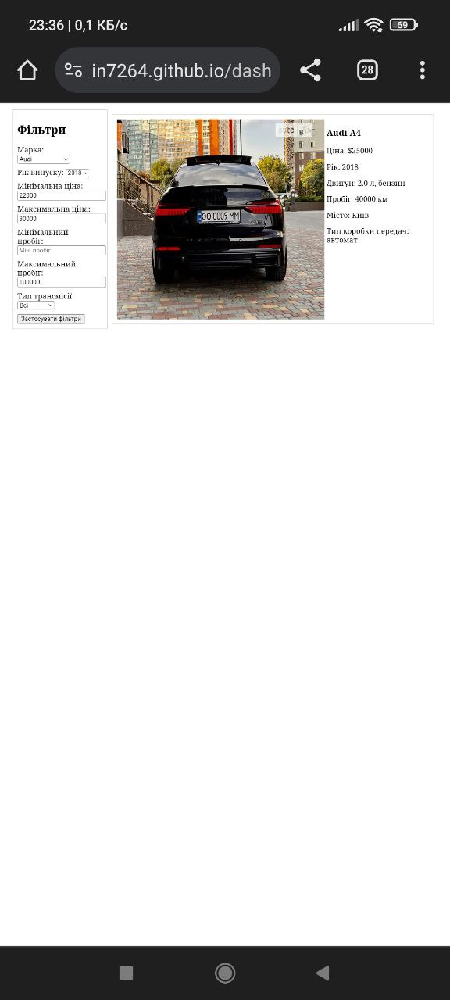 23:36 | 0,1 КБ/с
69
in7264.github.io/dash
28
Фільтри
Марка:
Audi
Рік випуску: 2018
Мінімальна ціна:
22000
Максимальна ціна:
30000
Мінімальний
пробіг:
Мін. пробіг
Максимальний
пробіг:
100000
Тип трансмісії:
Всі
Застосувати фільтри
OO 0009 MM
Audi A4
Ціна: $25000
Рік: 2018
Двигун: 2.0 л, бензин
Пробіг: 40000 км
Місто: Київ
Тип коробки передач:
автомат